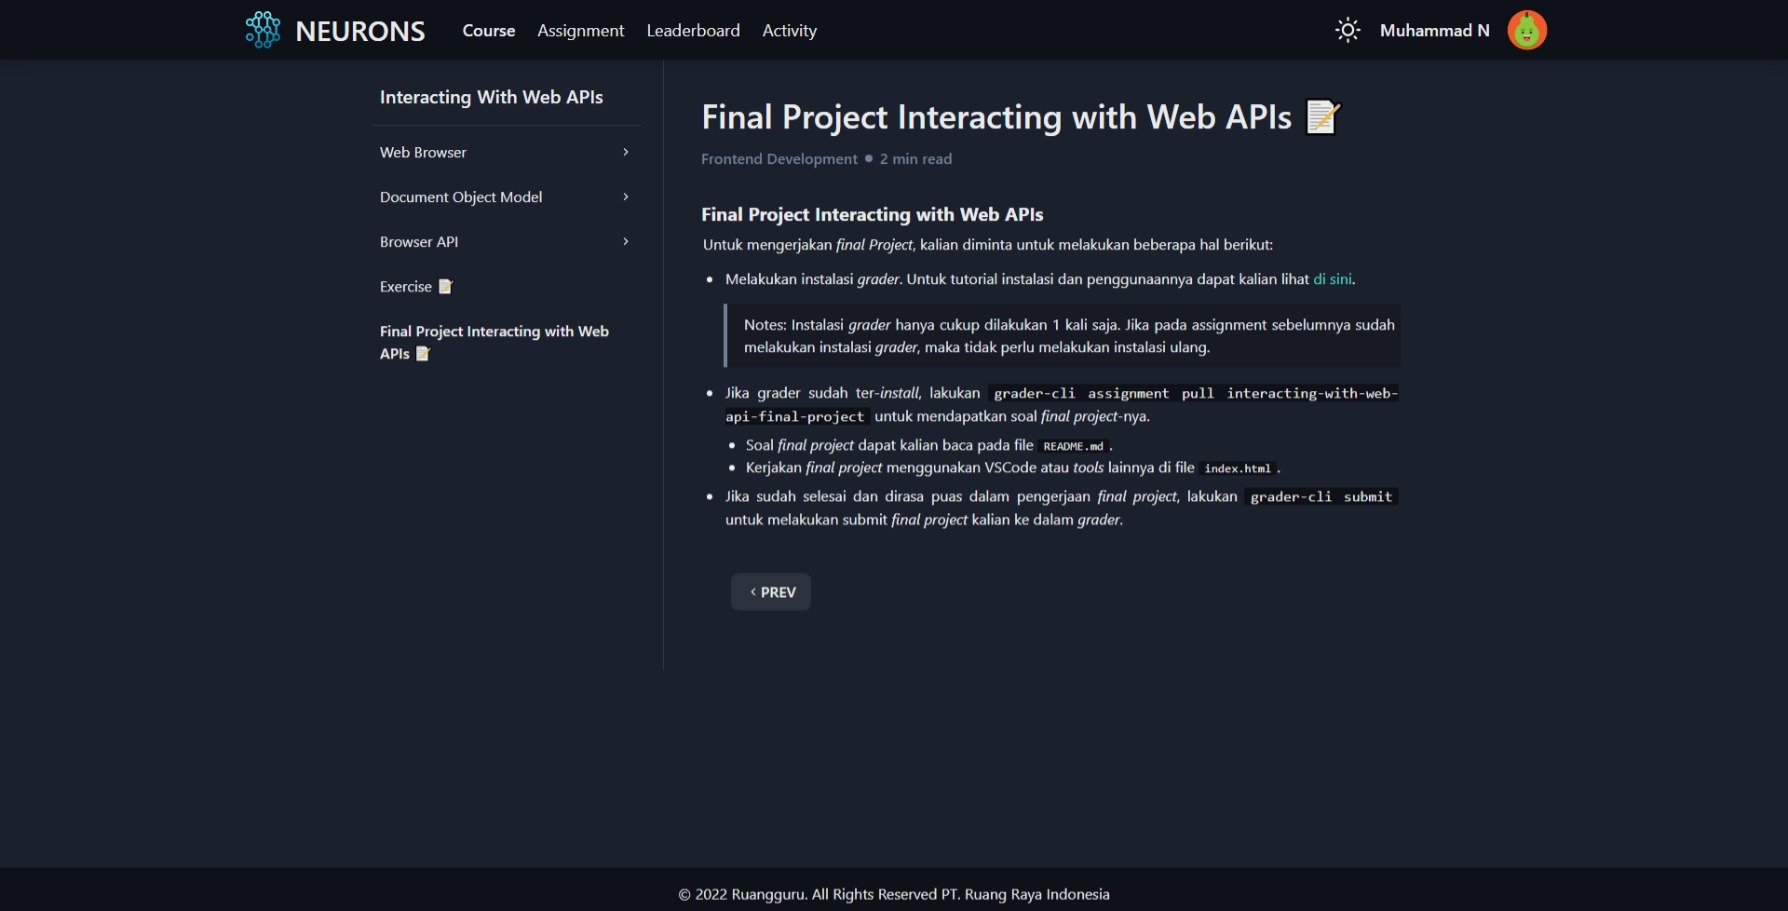 NEURONS Course Assignment Leaderboard Activity Muhammad N
Interacting With Web APIs
Web Browser
Document Object Model
Browser API
Exercise
Final Project Interacting with Web
APIs
Final Project Interacting with Web APIs
Frontend Development • 2 min read
Final Project Interacting with Web APIs
Untuk mengerjakan final Project, kalian diminta untuk melakukan beberapa hal berikut:
• Melakukan instalasi grader. Untuk tutorial instalasi dan penggunaannya dapat kalian lihat di sini.
Notes: Instalasi grader hanya cukup dilakukan 1 kali saja. Jika pada assignment sebelumnya sudah
melakukan instalasi grader, maka tidak perlu melakukan instalasi ulang.
• Jika grader sudah ter-install, lakukan grader-cli assignment pull interacting-with-web-
api-final-project untuk mendapatkan soal final project-nya.
• Soal final project dapat kalian baca pada file README.md .
• Kerjakan final project menggunakan VSCode atau tools lainnya di file index.html .
• Jika sudah selesai dan dirasa puas dalam pengerjaan final project, lakukan grader-cli submit
untuk melakukan submit final project kalian ke dalam grader.
‹ PREV
© 2022 Ruangguru. All Rights Reserved PT. Ruang Raya Indonesia